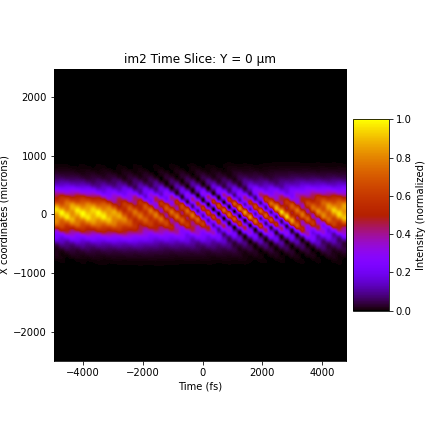 im2 Time Slice: Y = 0 μm
2000
1000
0
−1000
−2000
X coordinates (microns)
−4000 −2000 0 2000 4000
Time (fs)
1.0
0.8
0.6
0.4
0.2
0.0
Intensity (normalized)